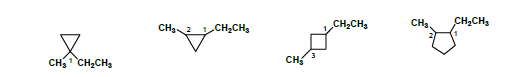 1
CH₃ CH₂CH₃
CH₃ 2 1 CH₂CH₃
1 CH₂CH₃
CH₃ 3
CH₃ 2 1 CH₂CH₃